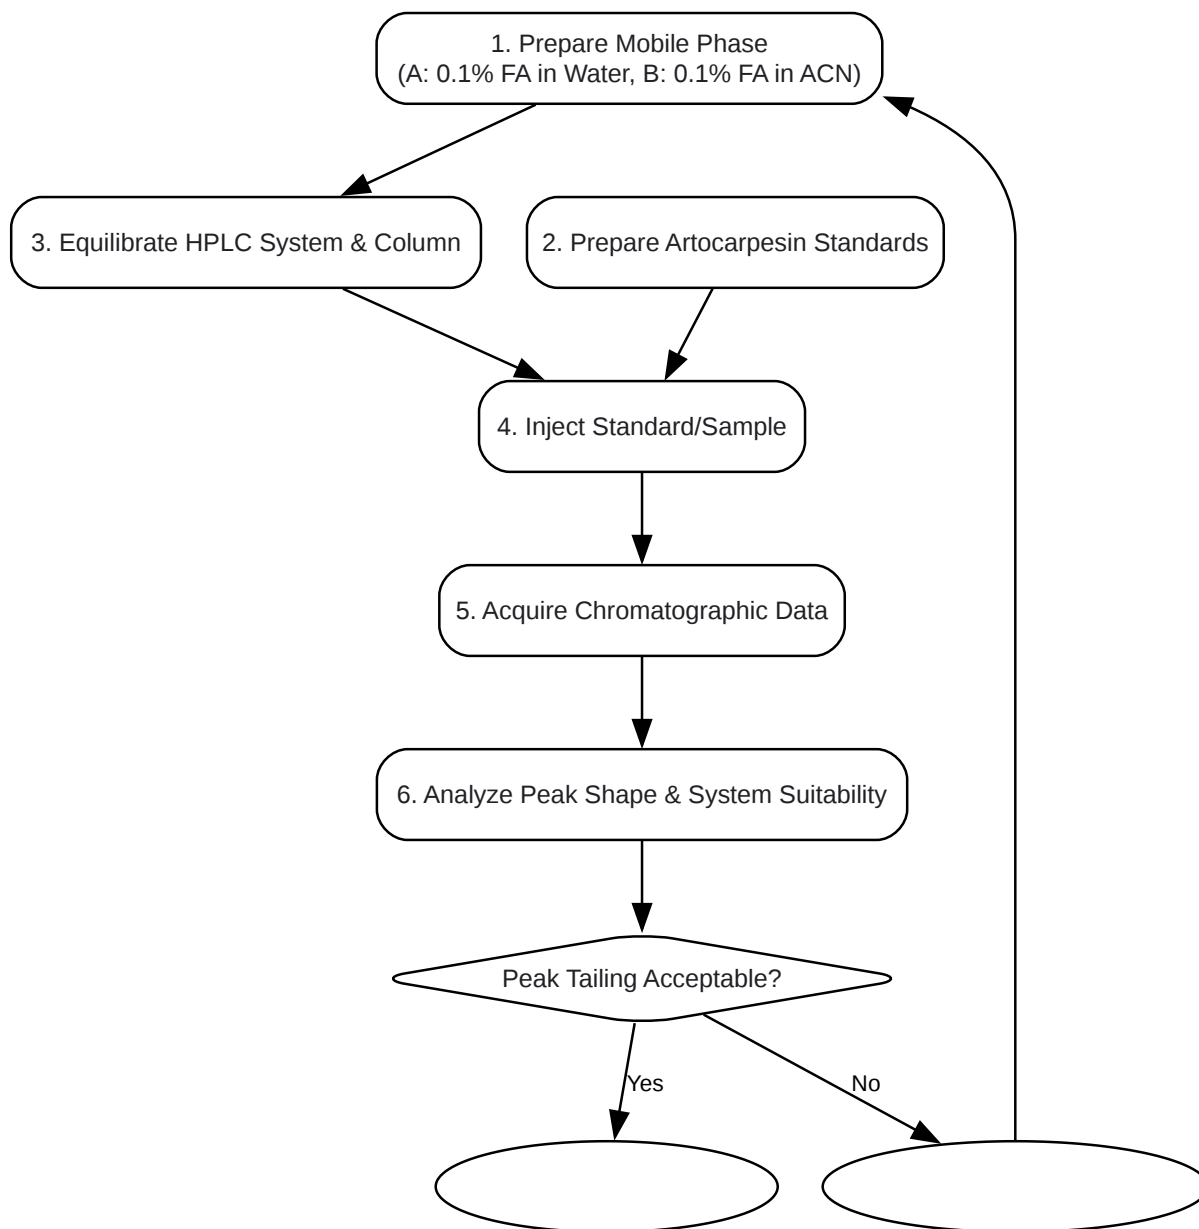 1. Prepare Mobile Phase
(A: 0.1% FA in Water, B: 0.1% FA in ACN)
3. Equilibrate HPLC System & Column
2. Prepare Artocarpesin Standards
4. Inject Standard/Sample
5. Acquire Chromatographic Data
6. Analyze Peak Shape & System Suitability
Peak Tailing Acceptable?
Yes
No